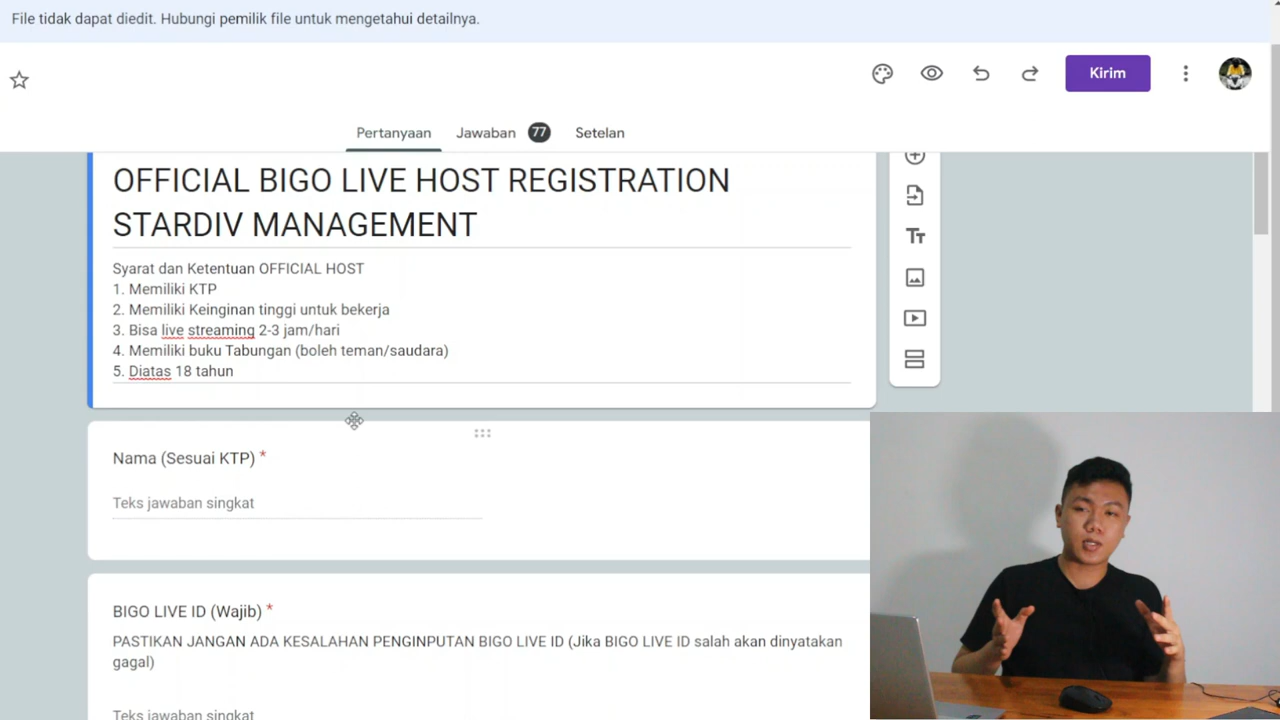 File tidak dapat diedit. Hubungi pemilik file untuk mengetahui detailnya.
Kirim
Pertanyaan Jawaban 77 Setelan
OFFICIAL BIGO LIVE HOST REGISTRATION
STARDIV MANAGEMENT
Syarat dan Ketentuan OFFICIAL HOST
1. Memiliki KTP
2. Memiliki Keinginan tinggi untuk bekerja
3. Bisa live streaming 2-3 jam/hari
4. Memiliki buku Tabungan (boleh teman/saudara)
5. Diatas 18 tahun
Nama (Sesuai KTP) *
Teks jawaban singkat
BIGO LIVE ID (Wajib) *
PASTIKAN JANGAN ADA KESALAHAN PENGINPUTAN BIGO LIVE ID (Jika BIGO LIVE ID salah akan dinyatakan
gagal)
Teks jawaban singkat